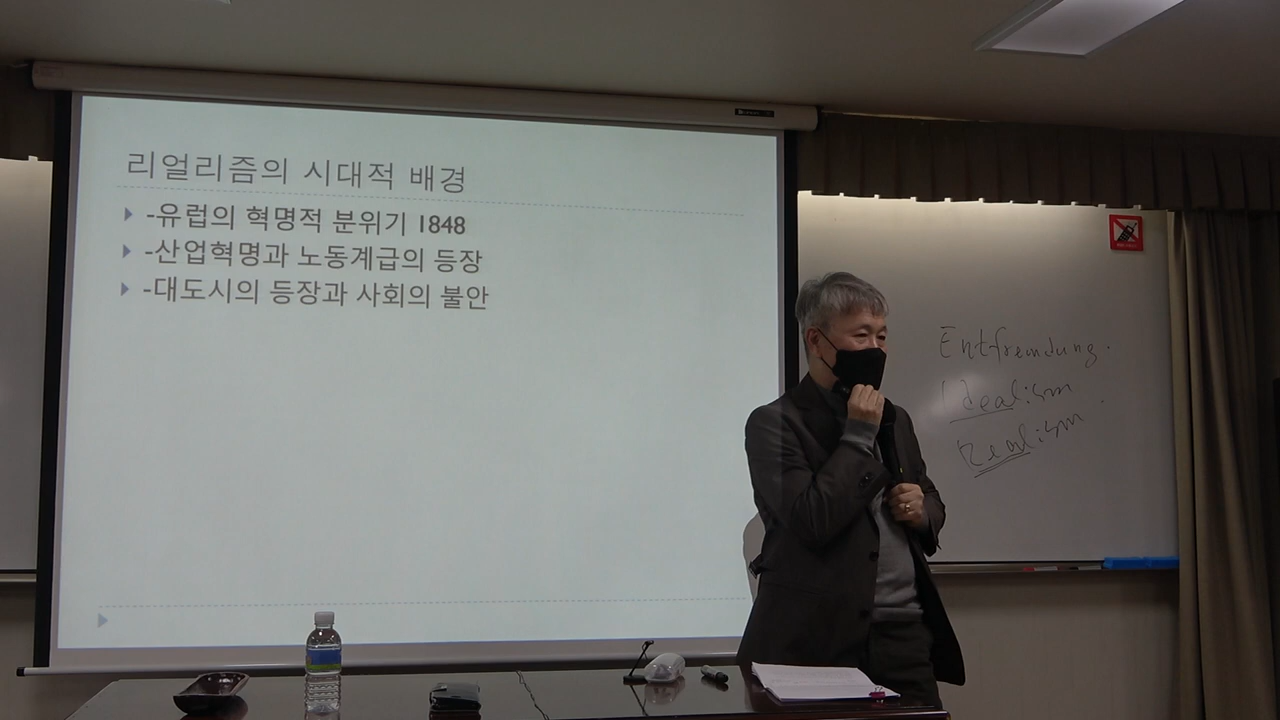 리얼리즘의 시대적 배경
-유럽의 혁명적 분위기 1848
-산업혁명과 노동계급의 등장
-대도시의 등장과 사회의 불안
Entfremdung.
Idealism
Realism.